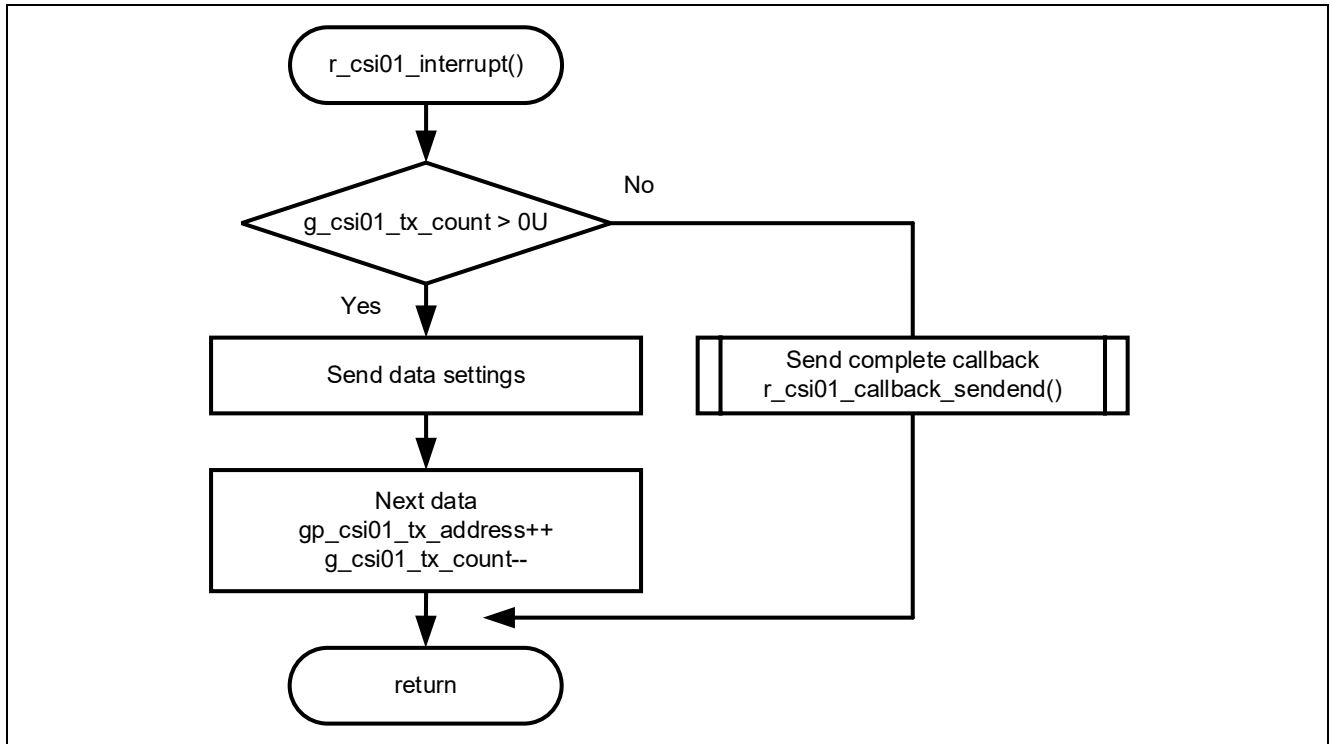 r_csi01_interrupt()
No
g_csi01_tx_count > 0U
Yes
Send data settings
Send complete callback
r_csi01_callback_sendend()
Next data
gp_csi01_tx_address++
g_csi01_tx_count--
return